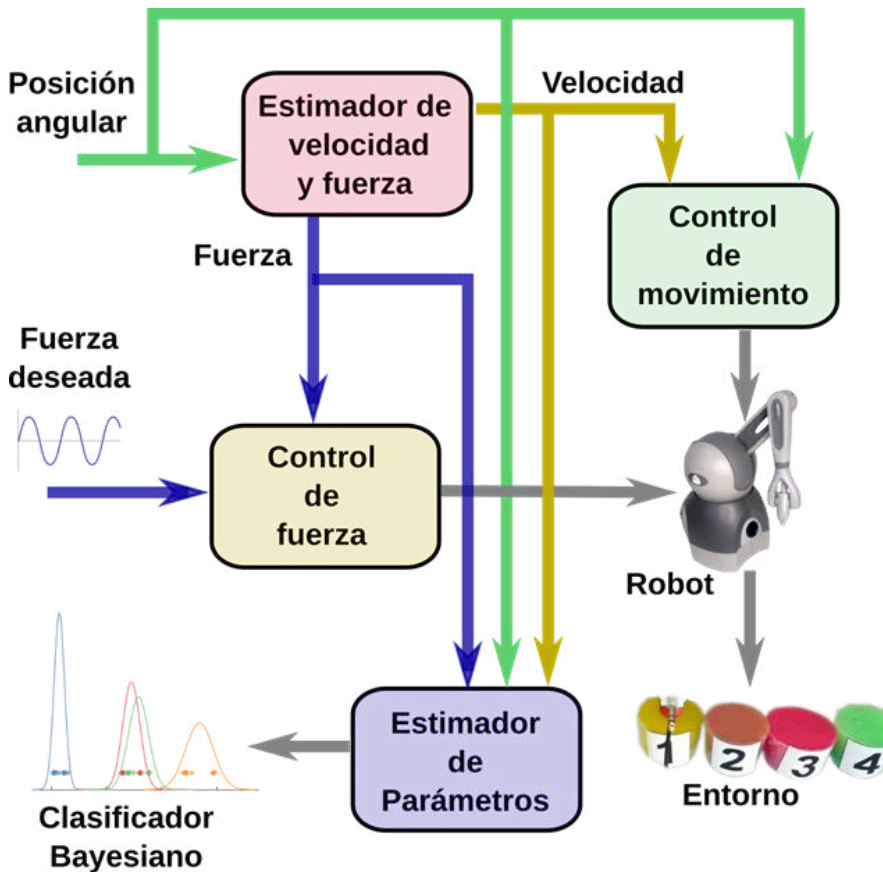 Posición
angular
Estimador de
velocidad
y fuerza
Velocidad
Control
de
movimiento
Fuerza
Fuerza
deseada
Control
de
fuerza
Robot
Estimador
de
Parámetros
1
2
3
4
Entorno
Clasificador
Bayesiano